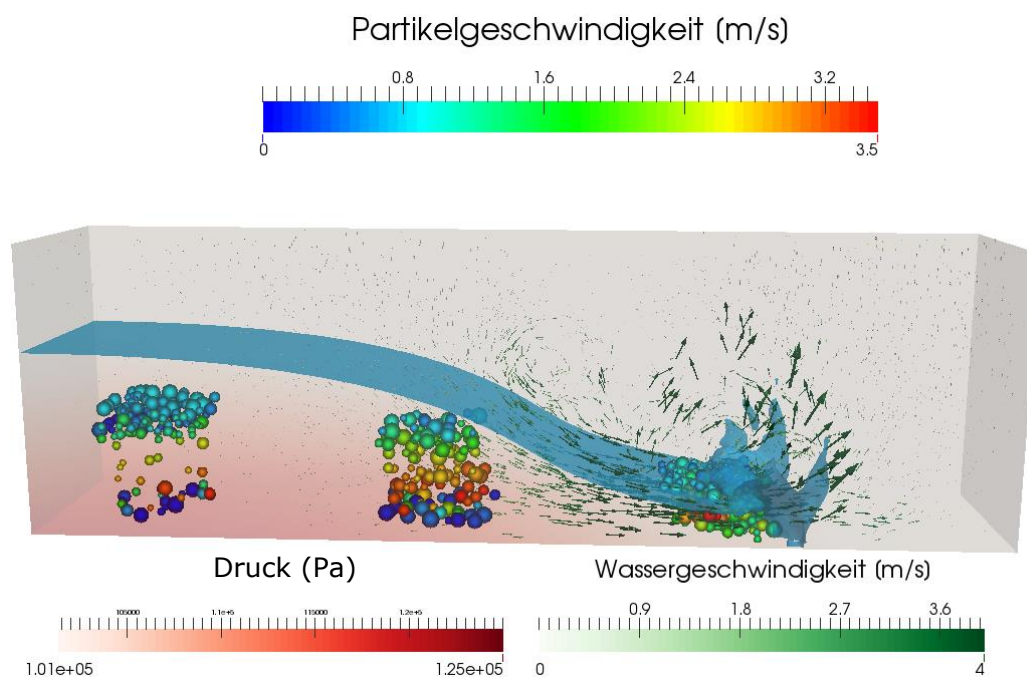 Partikelgeschwindigkeit (m/s)
0.8 1.6 2.4 3.2
0 3.5
Druck (Pa)
105000 1.1e+5 115000 1.2e+5
1.01e+05 1.25e+05
Wassergeschwindigkeit (m/s)
0.9 1.8 2.7 3.6
0 4